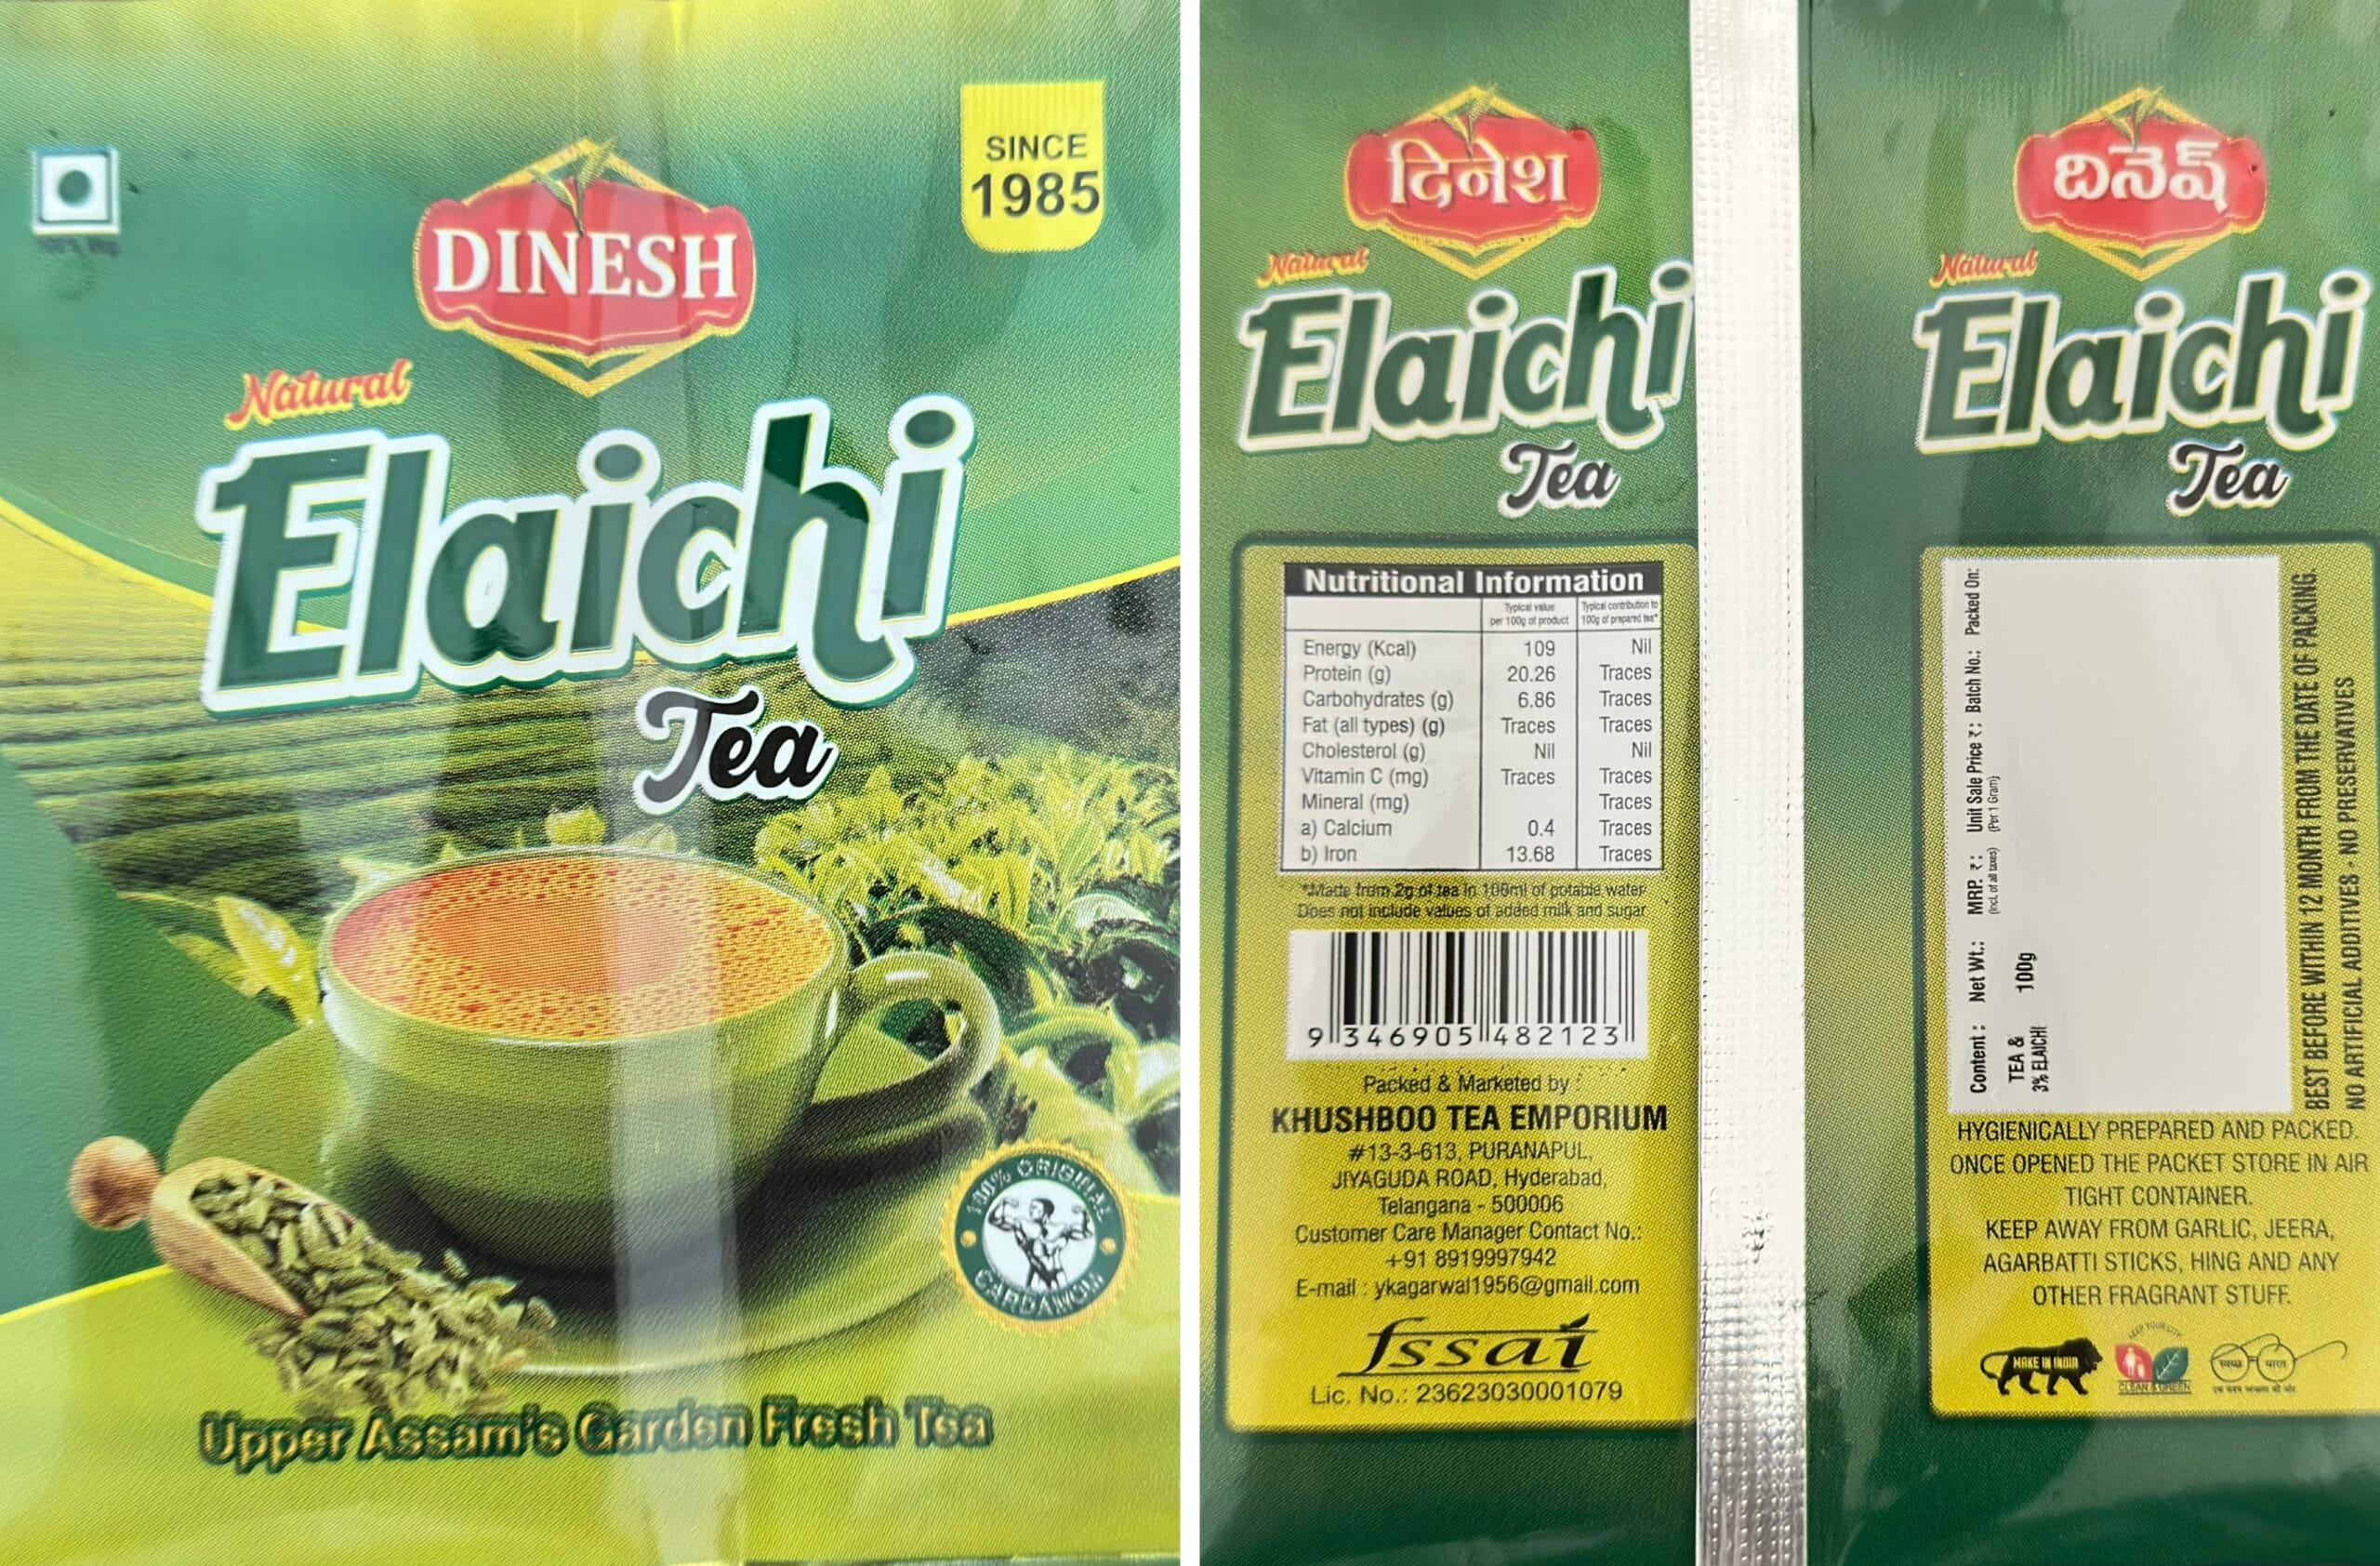 SINCE
1985
DINESH
Natural
Elaichi
Tea
100% ORIGINAL
CARDAMOM
Upper Assam's Garden Fresh Tea
दिनेश
Natural
Elaichi
Tea
Nutritional Information
Typical value per 100g of product Typical contribution to 100g of prepared tea*
Energy (Kcal) 109 Nil
Protein (g) 20.26 Traces
Carbohydrates (g) 6.86 Traces
Fat (all types) (g) Traces Traces
Cholesterol (g) Nil Nil
Vitamin C (mg) Traces Traces
Mineral (mg) Traces
a) Calcium 0.4 Traces
b) Iron 13.68 Traces
*Made from 2g of tea in 100ml of potable water
Does not include values of added milk and sugar
9 346905 482123
Packed & Marketed by :
KHUSHBOO TEA EMPORIUM
#13-3-613, PURANAPUL,
JIYAGUDA ROAD, Hyderabad,
Telangana - 500006
Customer Care Manager Contact No.:
+91 8919997942
E-mail : ykagarwal1956@gmail.com
fssai
Lic. No.: 23623030001079
దినేష్
Natural
Elaichi
Tea
Content : Net Wt.: MRP. ₹ : Unit Sale Price ₹ : Batch No.: Packed On:
(Incl. of all taxes) (Per 1 Gram)
TEA & 100g
3% ELAICHI
BEST BEFORE WITHIN 12 MONTH FROM THE DATE OF PACKING.
NO ARTIFICIAL ADDITIVES - NO PRESERVATIVES
HYGIENICALLY PREPARED AND PACKED.
ONCE OPENED THE PACKET STORE IN AIR
TIGHT CONTAINER.
KEEP AWAY FROM GARLIC, JEERA,
AGARBATTI STICKS, HING AND ANY
OTHER FRAGRANT STUFF.
MAKE IN INDIA
KEEP YOUR CITY
CLEAN & GREEN
स्वच्छ भारत
एक कदम स्वच्छता की ओर